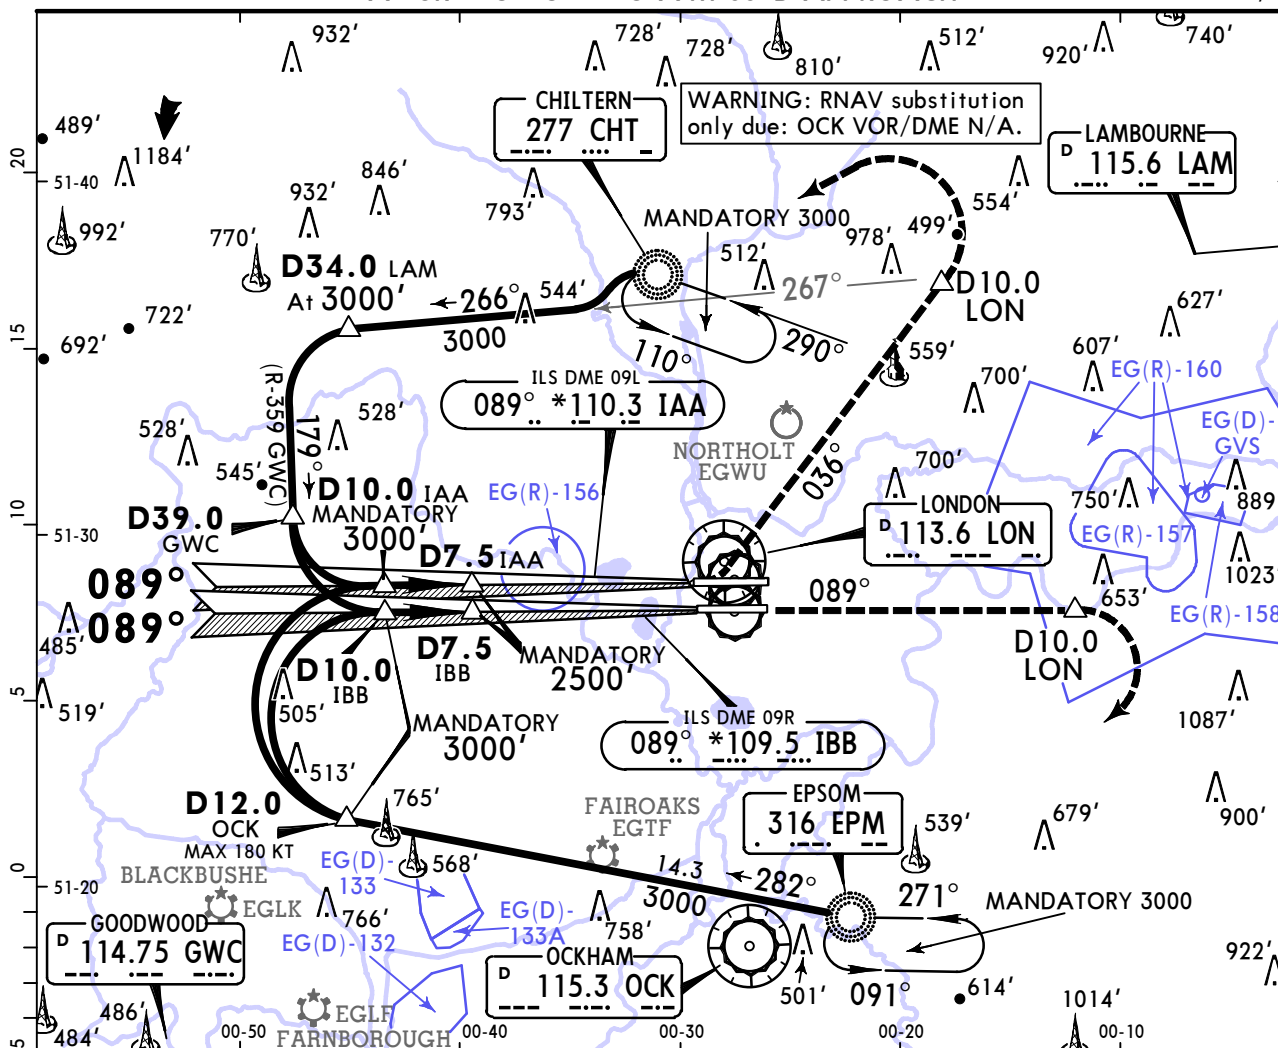 932'
728'
728'
810'
512'
920'
740'
CHILTERN
277 CHT
WARNING: RNAV substitution
only due: OCK VOR/DME N/A.
LAMBOURNE
D 115.6 LAM
489'
1184'
20
51-40
932'
846'
793'
MANDATORY 3000
554'
499'
978'
512'
992'
770'
D34.0 LAM
At 3000'
266°
544'
267°
D10.0
LON
3000
110°
290°
627'
15
722'
692'
559'
607'
700'
EG(R)-160
(R-359 GWC)
179°
ILS DME 09L
089° *110.3 IAA
528'
528'
NORTHOLT
EGWU
036°
EG(D)-
GVS
545'
700'
750'
889
D10.0 IAA
MANDATORY
3000'
EG(R)-156
LONDON
D 113.6 LON
EG(R)-157
10
51-30
D39.0
GWC
D7.5 IAA
1023'
089°
089°
089°
653'
EG(R)-158
485'
D10.0
IBB
D7.5
IBB
MANDATORY
2500'
D10.0
LON
5
519'
505'
MANDATORY
3000'
ILS DME 09R
089° *109.5 IBB
1087'
513'
D12.0
OCK
MAX 180 KT
765'
FAIROAKS
EGTF
EPSOM
316 EPM
539'
679'
900'
568'
14.3
3000
282°
271°
MANDATORY 3000
0
51-20
BLACKBUSHE
EGLK
EG(D)-
133
EG(D)-
133A
766'
EG(D)-132
758'
GOODWOOD
D 114.75 GWC
OCKHAM
D 115.3 OCK
501'
091°
614'
922'
EGLF
FARNBOROUGH
486'
484'
1014'
5
00-50
00-40
00-30
00-20
00-10